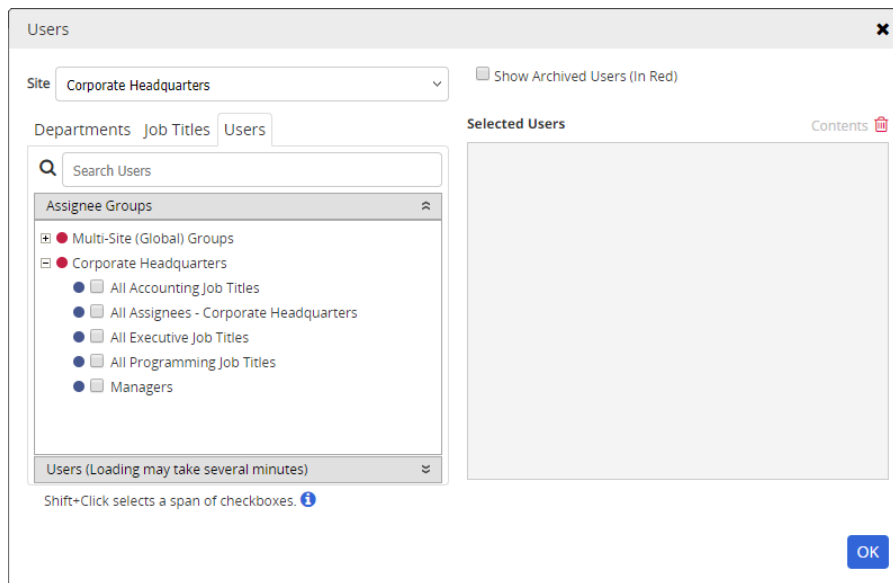 Users
Site Corporate Headquarters
Show Archived Users (In Red)
Departments Job Titles Users
Selected Users
Contents
Search Users
Assignee Groups
Multi-Site (Global) Groups
Corporate Headquarters
All Accounting Job Titles
All Assignees - Corporate Headquarters
All Executive Job Titles
All Programming Job Titles
Managers
Users (Loading may take several minutes)
Shift+Click selects a span of checkboxes.
OK